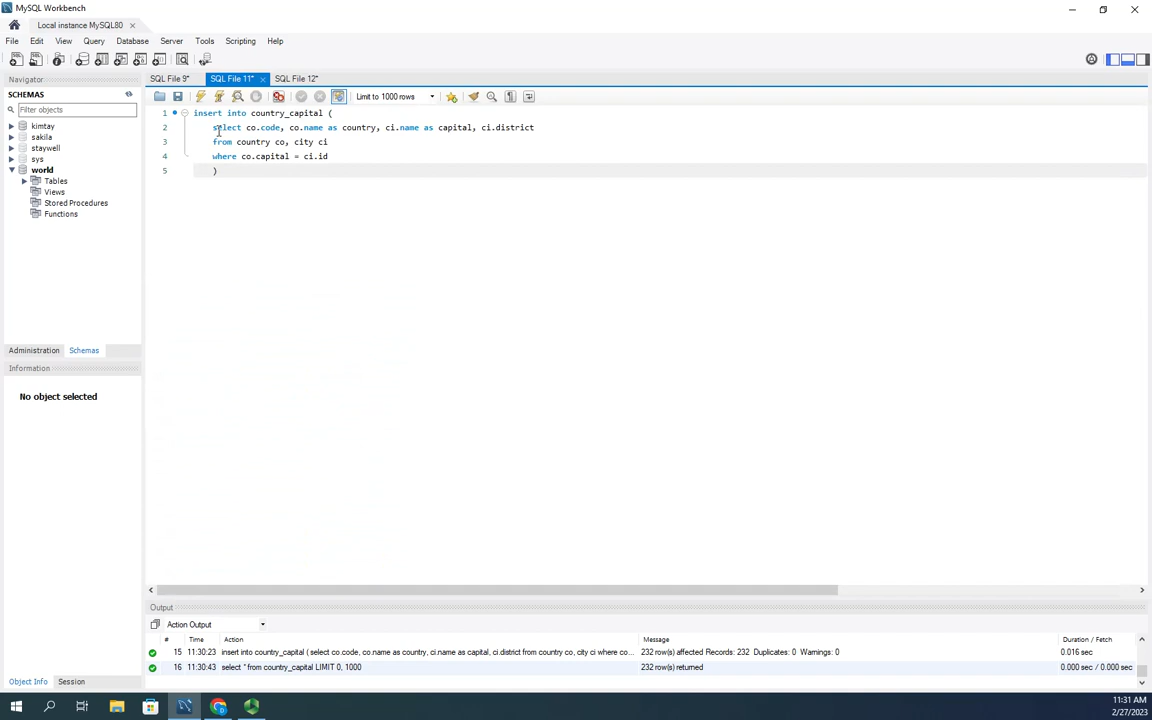 MySQL Workbench
Local instance MySQL80
File Edit View Query Database Server Tools Scripting Help
Navigator
SCHEMAS
Filter objects
kimtay
sakila
staywell
sys
world
Tables
Views
Stored Procedures
Functions
Administration Schemas
Information
No object selected
Object Info Session
SQL File 9* SQL File 11* SQL File 12*
Limit to 1000 rows
1 insert into country_capital (
2 select co.code, co.name as country, ci.name as capital, ci.district
3 from country co, city ci
4 where co.capital = ci.id
5 )
Output
Action Output
# Time Action Message Duration / Fetch
15 11:30:23 insert into country_capital ( select co.code, co.name as country, ci.name as capital, ci.district from country co, city ci where co... 232 row(s) affected Records: 232 Duplicates: 0 Warnings: 0 0.016 sec
16 11:30:43 select * from country_capital LIMIT 0, 1000 232 row(s) returned 0.000 sec / 0.000 sec
11:31 AM
2/27/2023